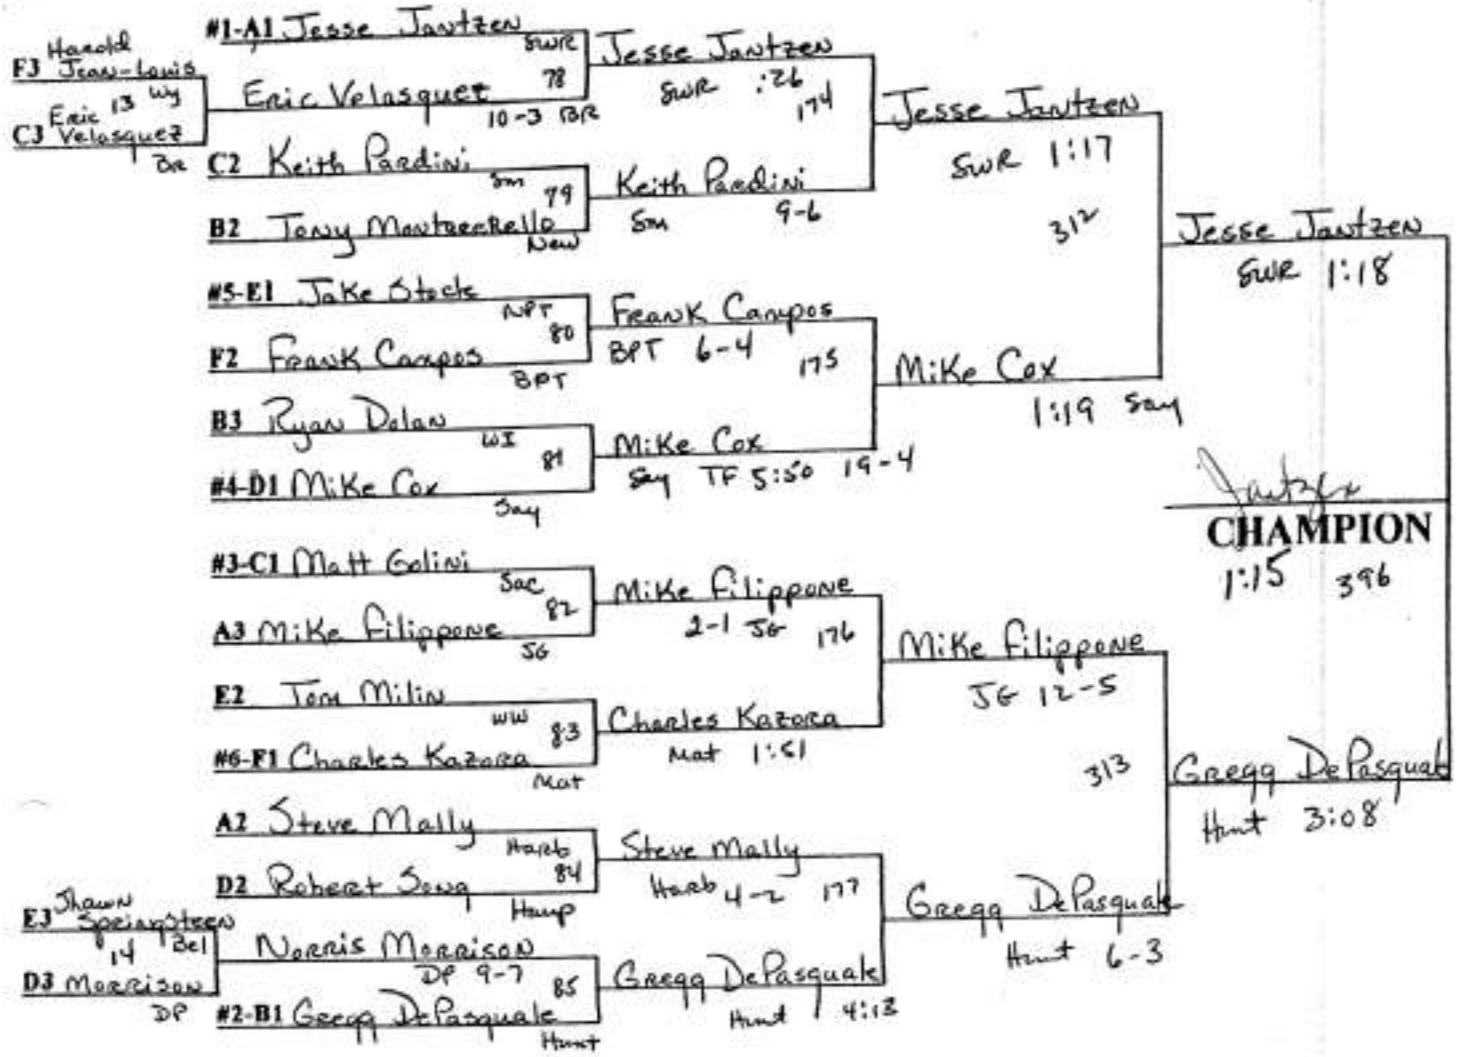 #1-A1 Jesse Jantzen
SWR
Harold
F3 Jean-Louis
13 Wy
Eric
C3 Velasquez
BR
Eric Velasquez
78
10-3 BR
Jesse Jantzen
SWR :26
174
C2 Keith Pardini
Sm
79
B2 Tony
New
Keith Pardini
Sm 9-6
Jesse Jantzen
SWR 1:17
312
#5-E1 Jake Stock
NPT
80
F2 Frank Campos
BPT
Frank Campos
BPT 6-4
175
B3 Ryan Dolan
WI
81
#4-D1 Mike Cox
Say
Mike Cox
Say TF 5:50 19-4
Mike Cox
1:19 Say
Jesse Jantzen
SWR 1:18
Jantzen
CHAMPION
1:15 396
#3-C1 Matt Golini
Sac
82
A3 Mike Filippone
JG
Mike Filippone
2-1 JG
176
E2 Tom Milin
WW
83
#6-F1 Charles Kazora
Mat
Charles Kazora
Mat 1:51
Mike Filippone
JG 12-5
313
A2 Steve Mally
Harb
84
D2 Robert Song
Hamp
Steve Mally
Harb 4-2
177
Shawn
E3 Springsteen
14 Bel
D3 Morrison
DP
Norris Morrison
DP 9-7
85
#2-B1 Gregg DePasquale
Hunt
Gregg DePasquale
Hunt 4:13
Gregg DePasquale
Hunt 6-3
Gregg DePasquale
Hunt 3:08